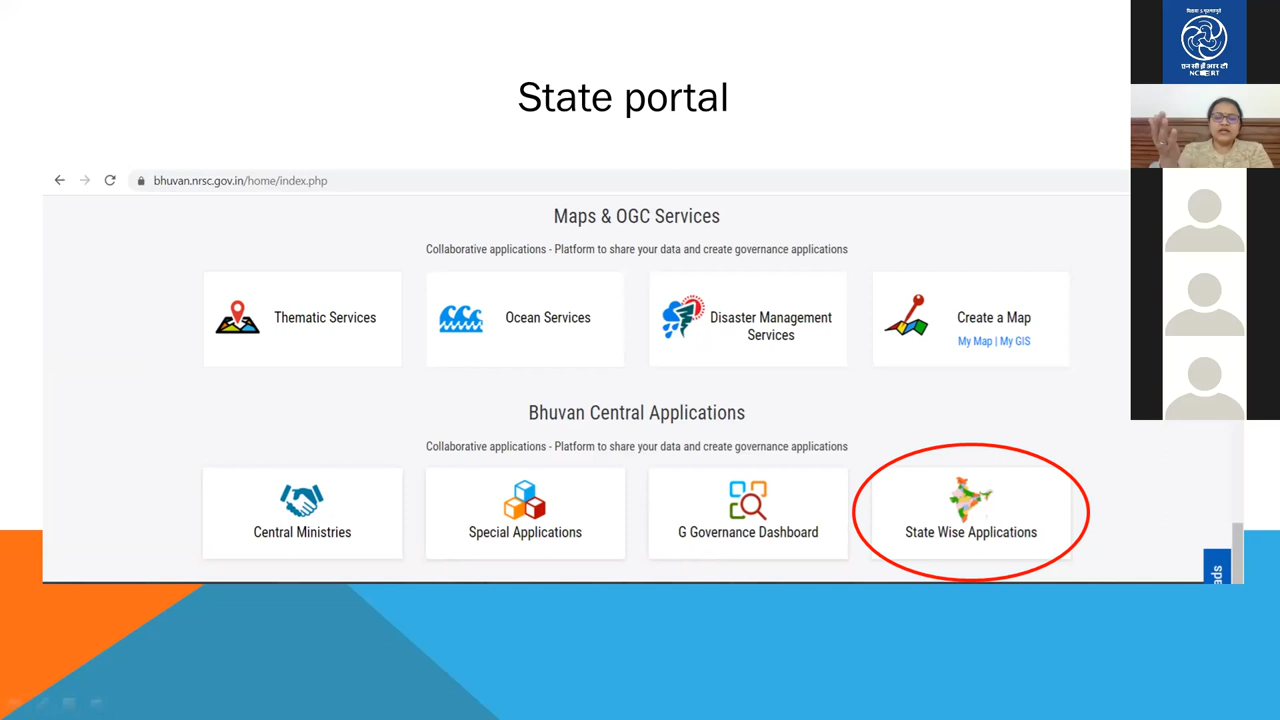 State portal
bhuvan.nrsc.gov.in/home/index.php
Maps & OGC Services
Collaborative applications - Platform to share your data and create governance applications
Thematic Services
Ocean Services
Disaster Management
Services
Create a Map
My Map | My GIS
Bhuvan Central Applications
Collaborative applications - Platform to share your data and create governance applications
Central Ministries
Special Applications
G Governance Dashboard
State Wise Applications
ads
एन सी ई आर टी
NCERT